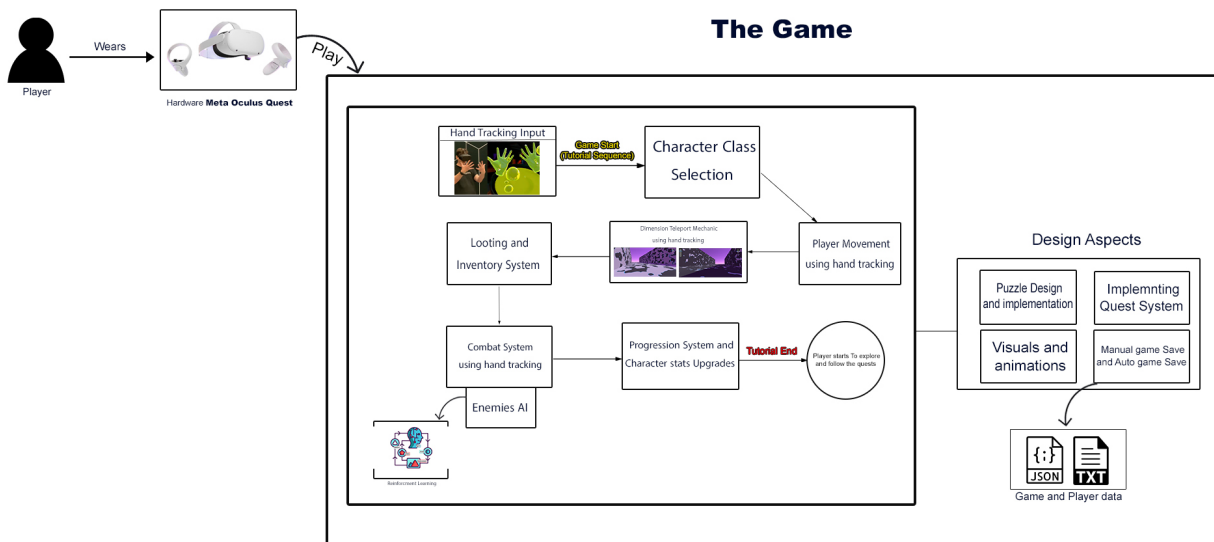 The Game
Wears
Play
Player
Hardware Meta Oculus Quest
Hand Tracking Input
Game Start
(Tutorial Sequence)
Character Class
Selection
Dimension Teleport Mechanic
using hand tracking
Player Movement
using hand tracking
Looting and
Inventory System
Combat System
using hand tracking
Enemies AI
Reinforcment Learning
Progression System and
Character stats Upgrades
Tutorial End
Player starts To explore
and follow the quests
Design Aspects
Puzzle Design
and implementation
Implemnting
Quest System
Visuals and
animations
Manual game Save
and Auto game Save
{;}
JSON
TXT
Game and Player data